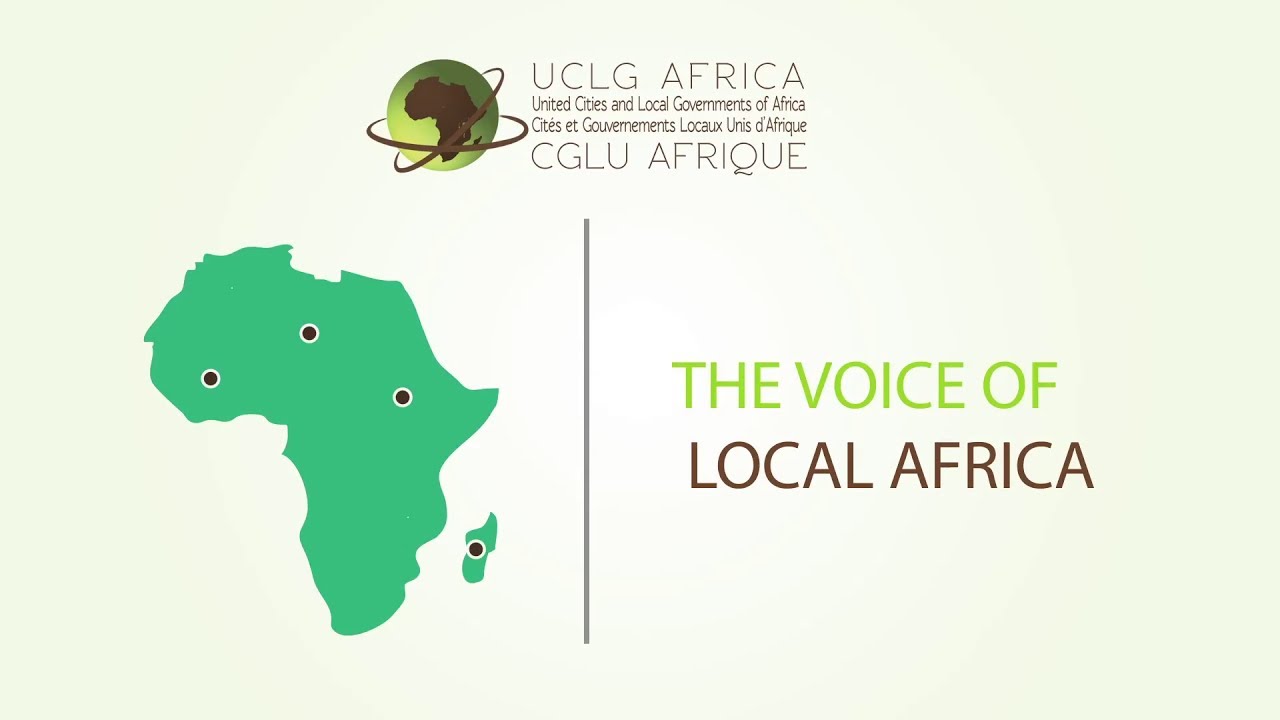 UCLG AFRICA
United Cities and Local Governments of Africa
Cités et Gouvernements Locaux Unis d'Afrique
CGLU AFRIQUE
THE VOICE OF
LOCAL AFRICA